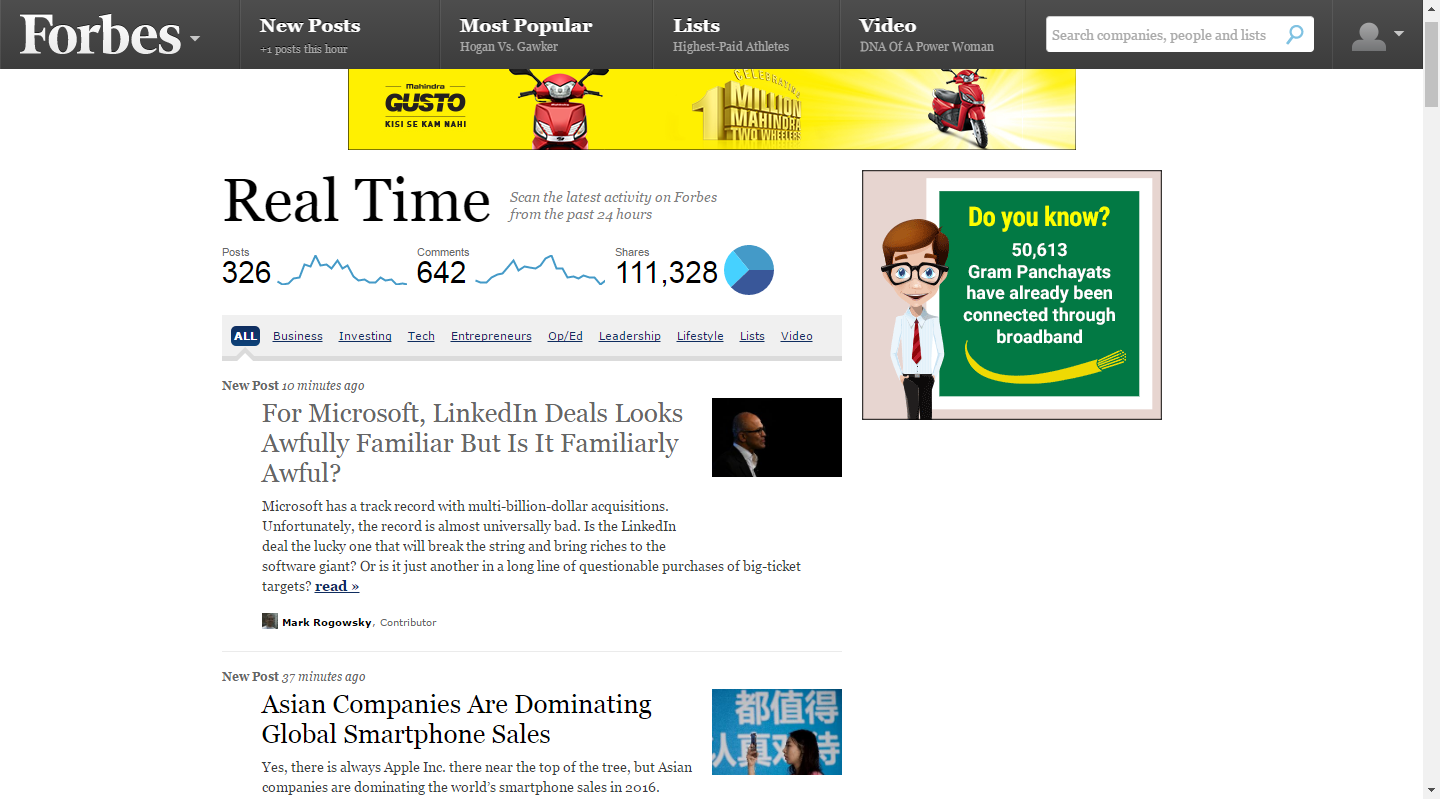 Forbes
New Posts
+1 posts this hour
Most Popular
Hogan Vs. Gawker
Lists
Highest-Paid Athletes
Video
DNA Of A Power Woman
Search companies, people and lists
Mahindra
GUSTO
KISI SE KAM NAHI
CELEBRATING
1 MILLION
MAHINDRA
TWO WHEELERS
Real Time
Scan the latest activity on Forbes
from the past 24 hours
Posts
326
Comments
642
Shares
111,328
ALL Business Investing Tech Entrepreneurs Op/Ed Leadership Lifestyle Lists Video
New Post 10 minutes ago
For Microsoft, LinkedIn Deals Looks
Awfully Familiar But Is It Familiarly
Awful?
Microsoft has a track record with multi-billion-dollar acquisitions.
Unfortunately, the record is almost universally bad. Is the LinkedIn
deal the lucky one that will break the string and bring riches to the
software giant? Or is it just another in a long line of questionable purchases of big-ticket
targets? read »
Mark Rogowsky, Contributor
New Post 37 minutes ago
Asian Companies Are Dominating
Global Smartphone Sales
Yes, there is always Apple Inc. there near the top of the tree, but Asian
companies are dominating the world's smartphone sales in 2016.
都值得
认真对待
Do you know?
50,613
Gram Panchayats
have already been
connected through
broadband